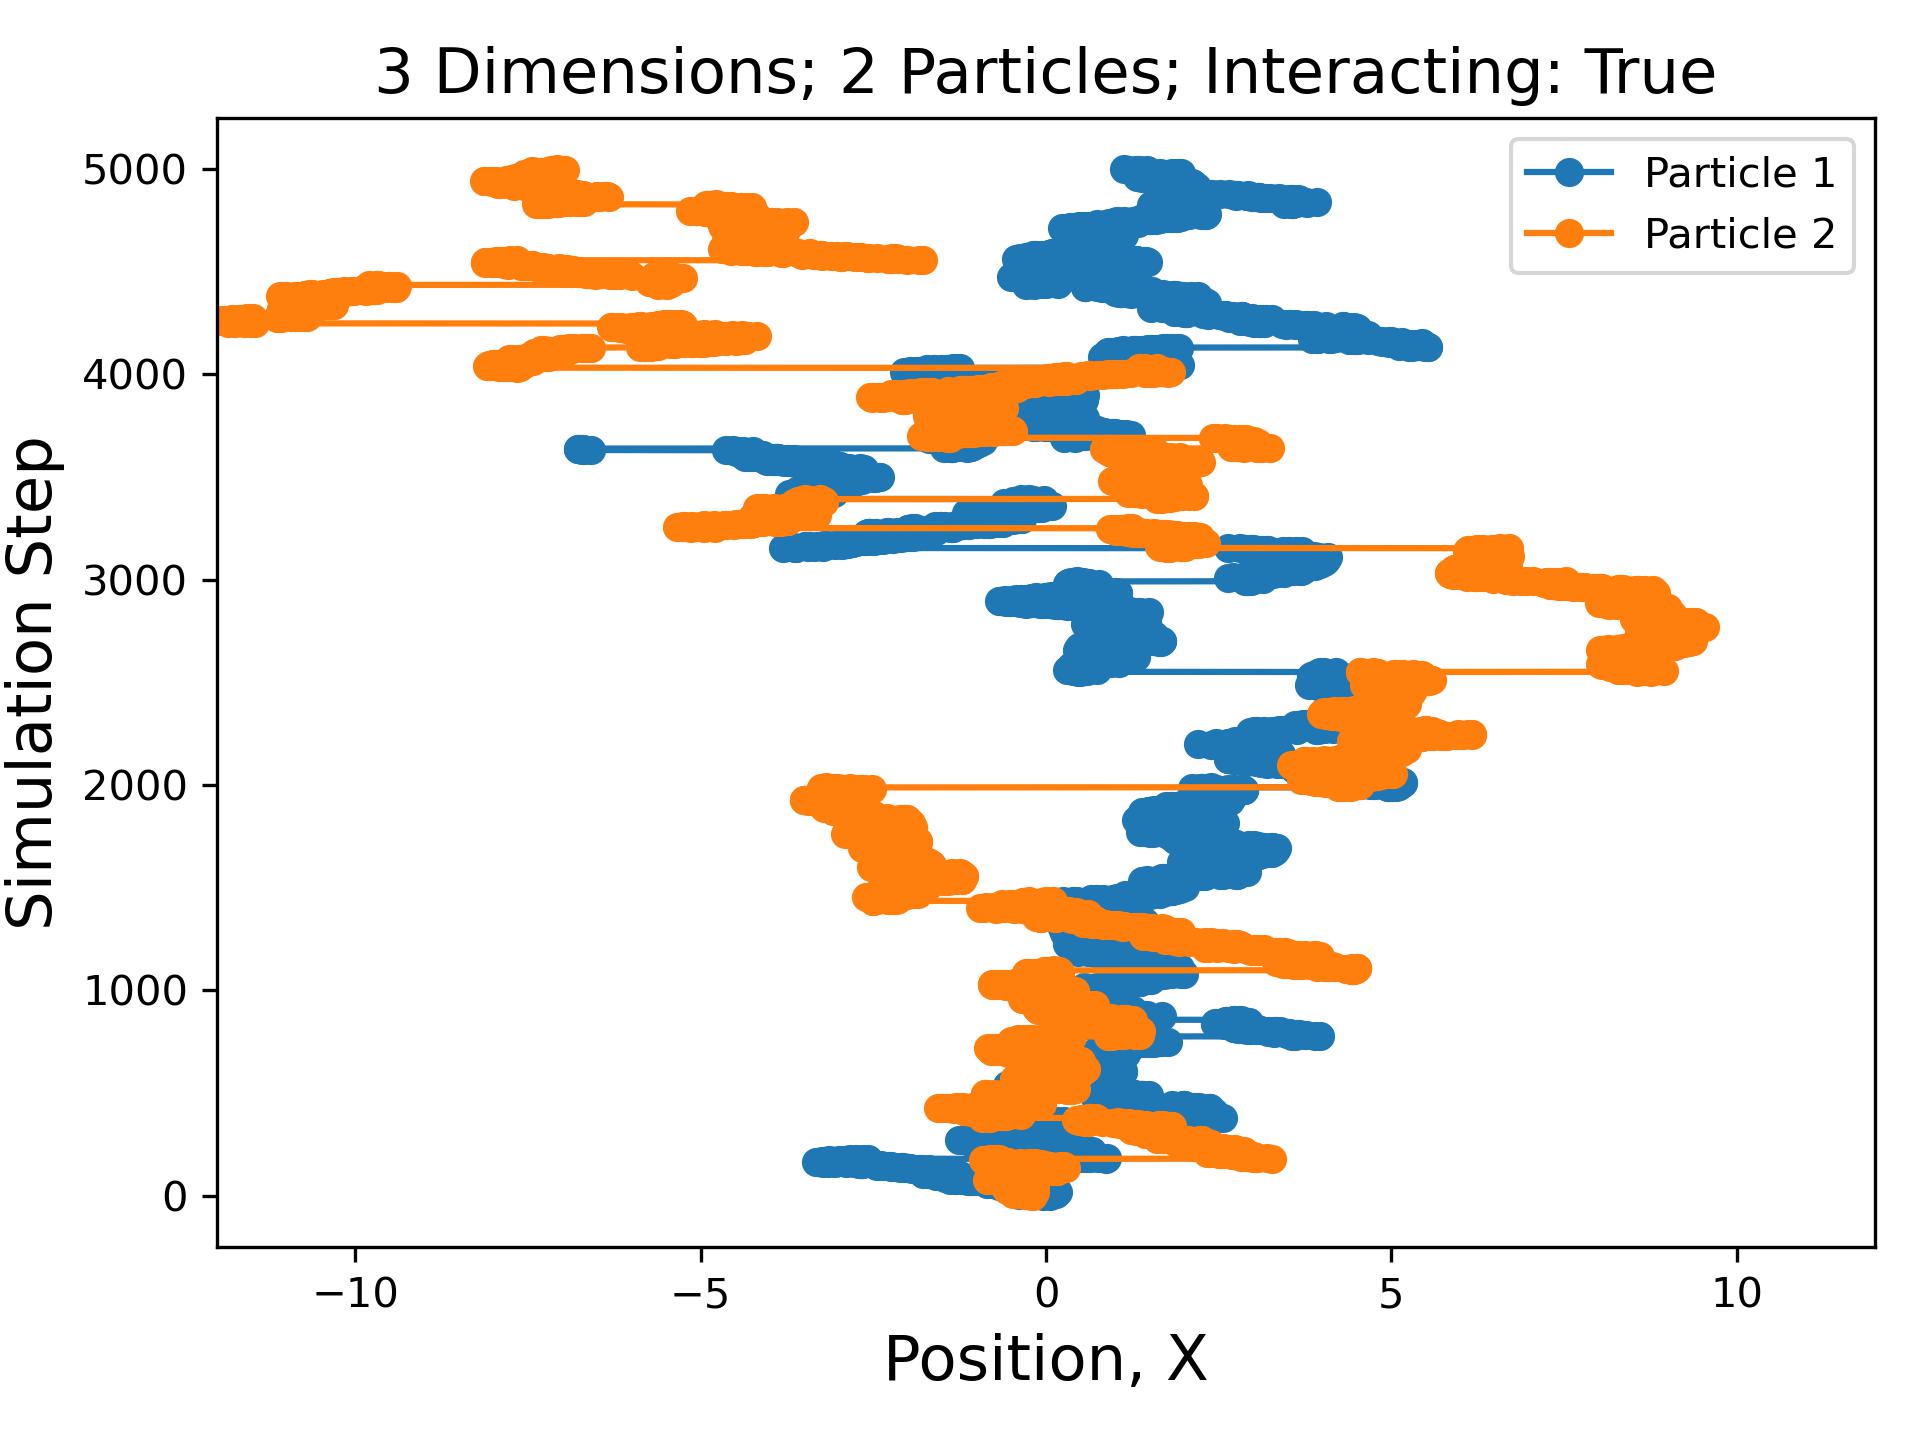 3 Dimensions; 2 Particles; Interacting: True
Particle 1
Particle 2
Simulation Step
5000
4000
3000
2000
1000
0
−10
−5
0
5
10
Position, X